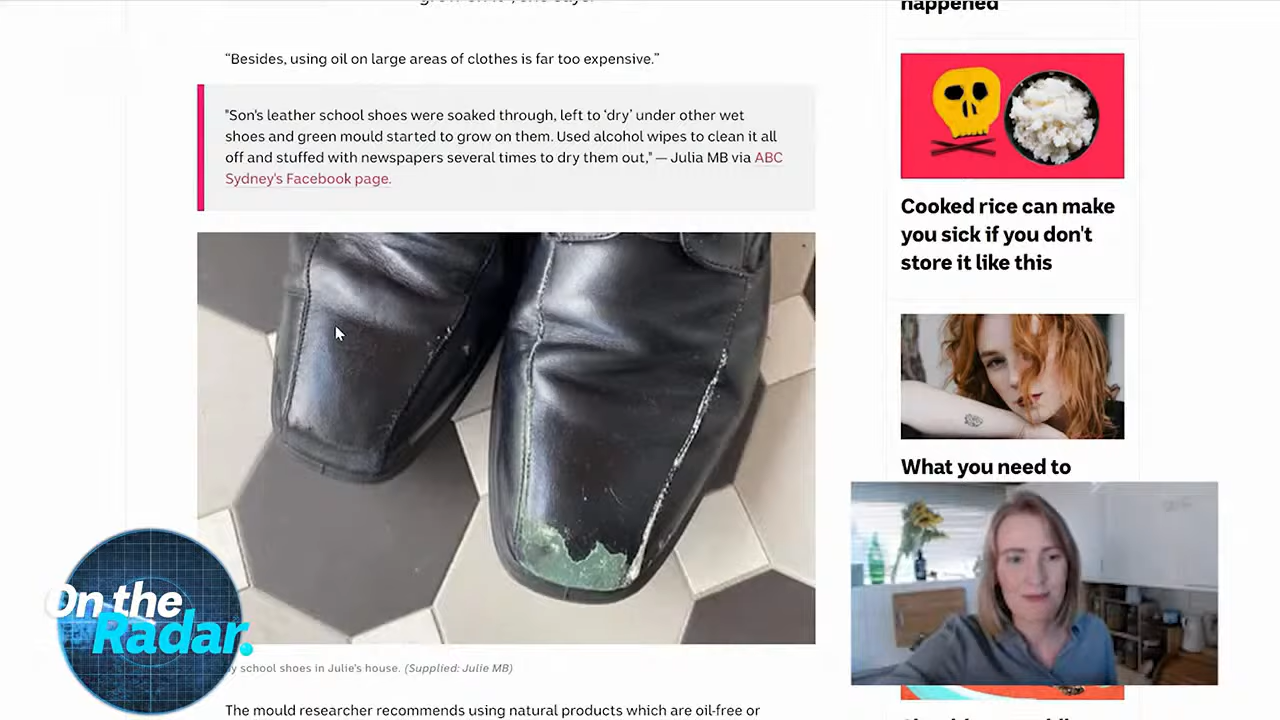 happened
"Besides, using oil on large areas of clothes is far too expensive."
"Son's leather school shoes were soaked through, left to 'dry' under other wet
shoes and green mould started to grow on them. Used alcohol wipes to clean it all
off and stuffed with newspapers several times to dry them out," — Julia MB via ABC
Sydney's Facebook page.
Cooked rice can make
you sick if you don't
store it like this
What you need to
On the
Radar.
school shoes in Julie's house. (Supplied: Julie MB)
The mould researcher recommends using natural products which are oil-free or